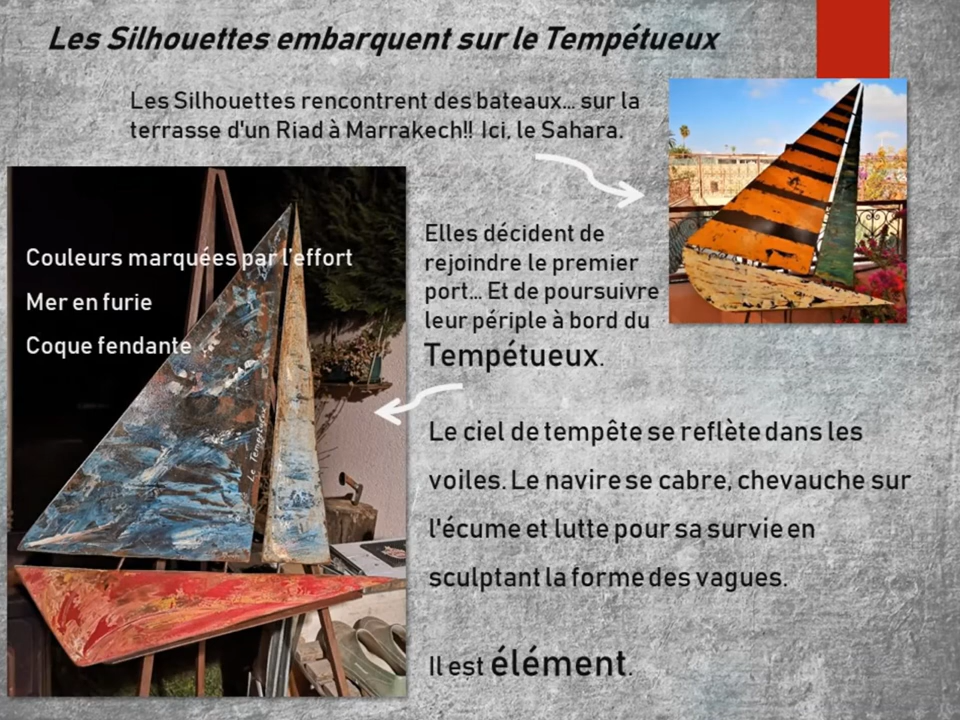 Les Silhouettes embarquent sur le Tempétueux
Les Silhouettes rencontrent des bateaux... sur la
terrasse d'un Riad à Marrakech!! Ici, le Sahara.
Couleurs marquées par l'effort
Mer en furie
Coque fendante
Le Tempétueux
Elles décident de
rejoindre le premier
port... Et de poursuivre
leur périple à bord du
Tempétueux.
Le ciel de tempête se reflète dans les
voiles. Le navire se cabre, chevauche sur
l'écume et lutte pour sa survie en
sculptant la forme des vagues.
Il est élément.